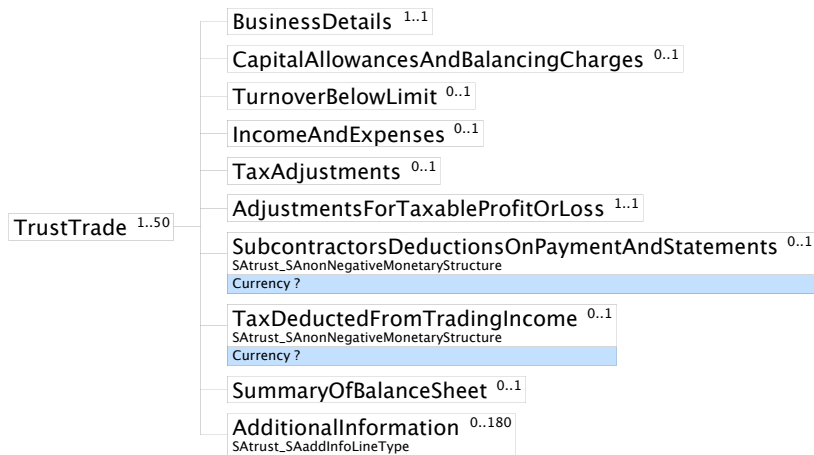 BusinessDetails 1..1
CapitalAllowancesAndBalancingCharges 0..1
TurnoverBelowLimit 0..1
IncomeAndExpenses 0..1
TaxAdjustments 0..1
AdjustmentsForTaxableProfitOrLoss 1..1
TrustTrade 1..50
SubcontractorsDeductionsOnPaymentAndStatements 0..1
SAtrust_SAnonNegativeMonetaryStructure
Currency ?
TaxDeductedFromTradingIncome 0..1
SAtrust_SAnonNegativeMonetaryStructure
Currency ?
SummaryOfBalanceSheet 0..1
AdditionalInformation 0..180
SAtrust_SAaddInfoLineType